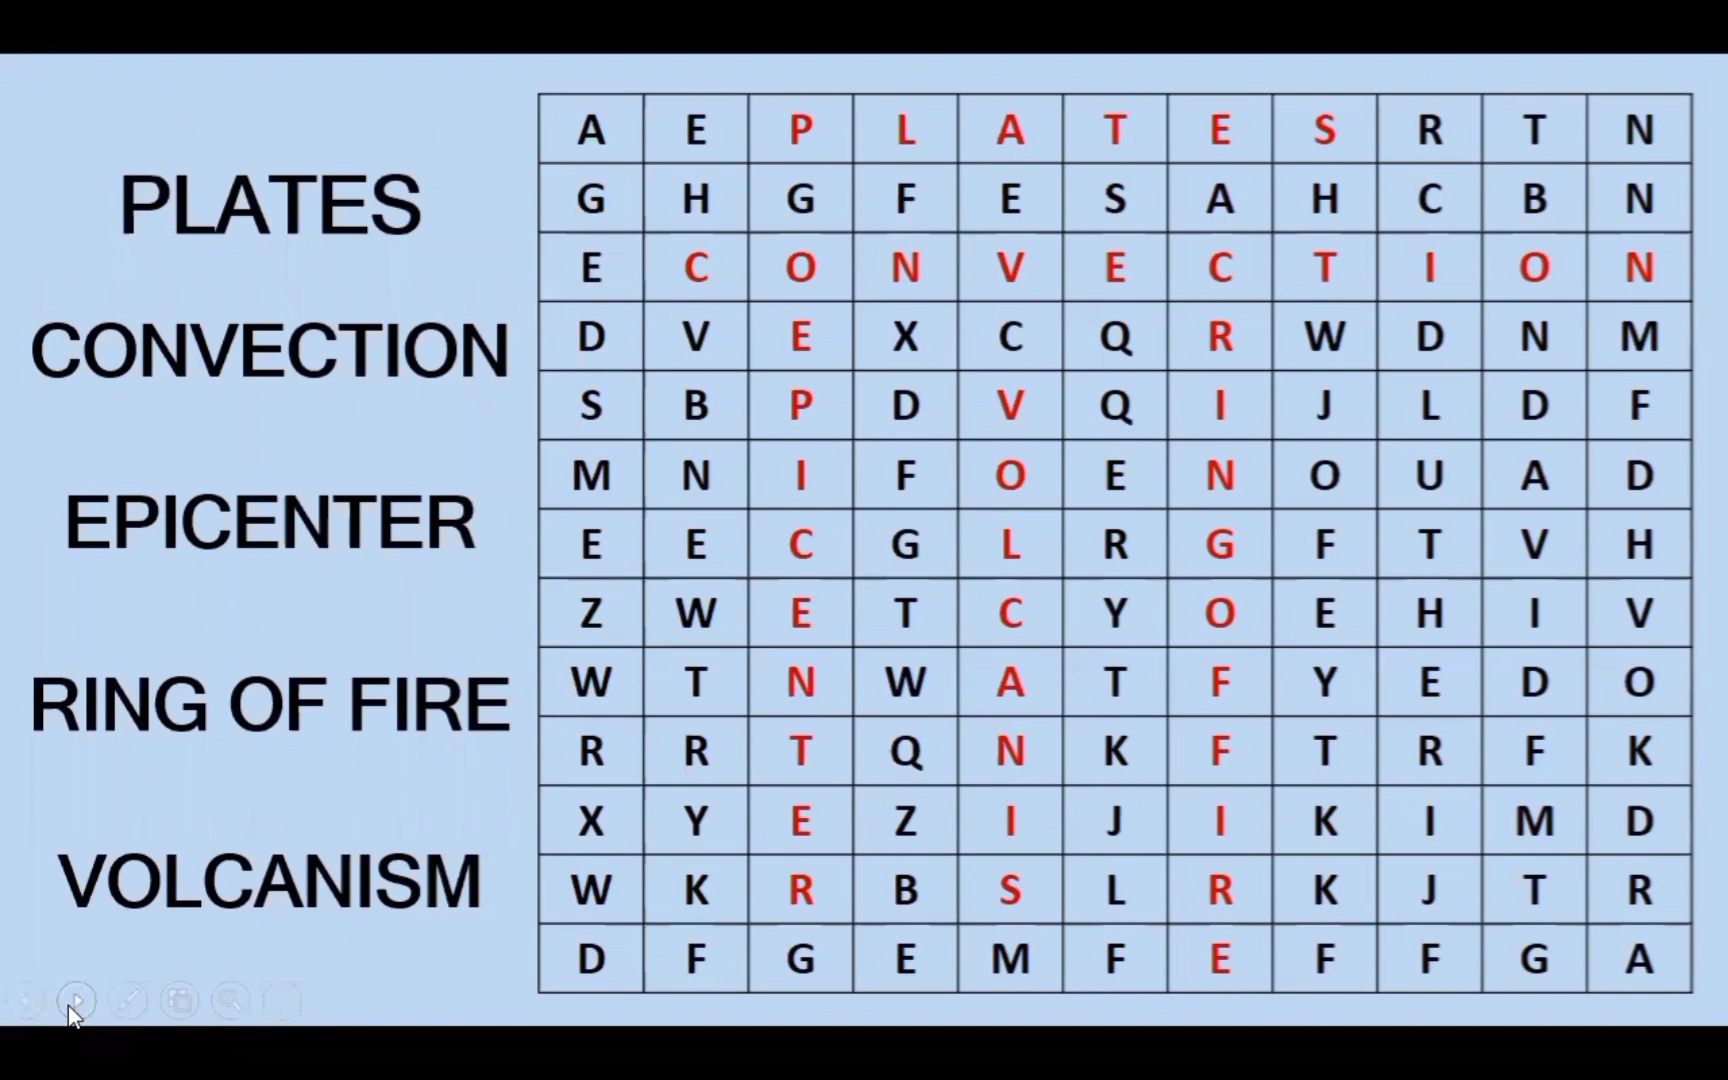 PLATES
CONVECTION
EPICENTER
RING OF FIRE
VOLCANISM
A E P L A T E S R T N
G H G F E S A H C B N
E C O N V E C T I O N
D V E X C Q R W D N M
S B P D V Q I J L D F
M N I F O E N O U A D
E E C G L R G F T V H
Z W E T C Y O E H I V
W T N W A T F Y E D O
R R T Q N K F T R F K
X Y E Z I J I K I M D
W K R B S L R K J T R
D F G E M F E F F G A